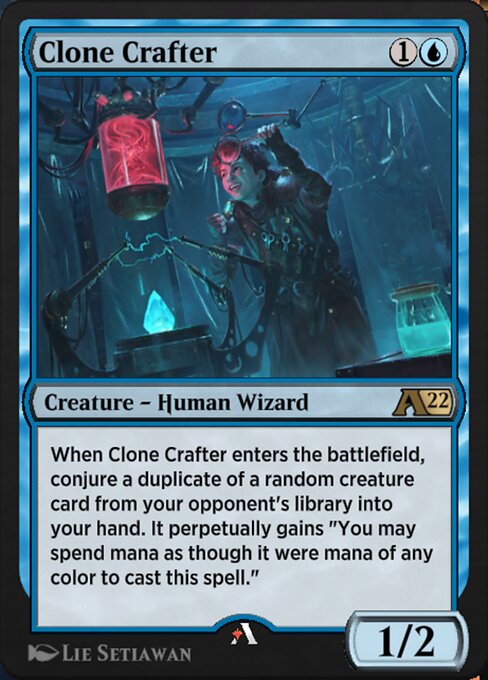 Clone Crafter 1
Creature – Human Wizard A22
When Clone Crafter enters the battlefield,
conjure a duplicate of a random creature
card from your opponent's library into
your hand. It perpetually gains "You may
spend mana as though it were mana of any
color to cast this spell."
1/2
Lie Setiawan